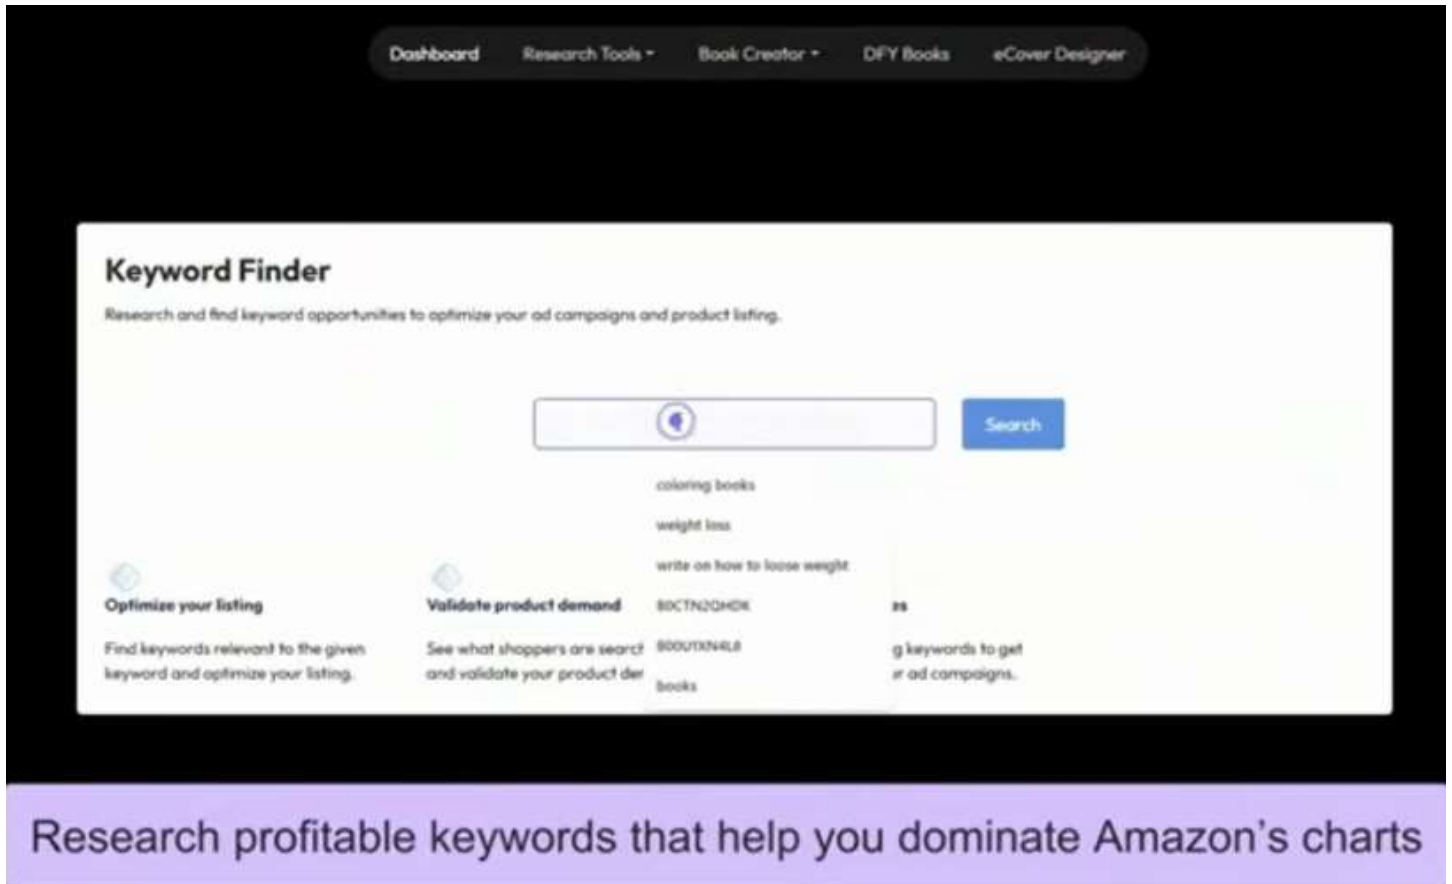 Dashboard Research Tools Book Creator DFY Books eCover Designer
Keyword Finder
Research and find keyword opportunities to optimize your ad campaigns and product listing.
Search
coloring books
weight loss
write on how to loose weight
books
Optimize your listing
Find keywords relevant to the given
keyword and optimize your listing.
Validate product demand
See what shoppers are search
and validate your product der
es
g keywords to get
r ad campaigns.
Research profitable keywords that help you dominate Amazon's charts